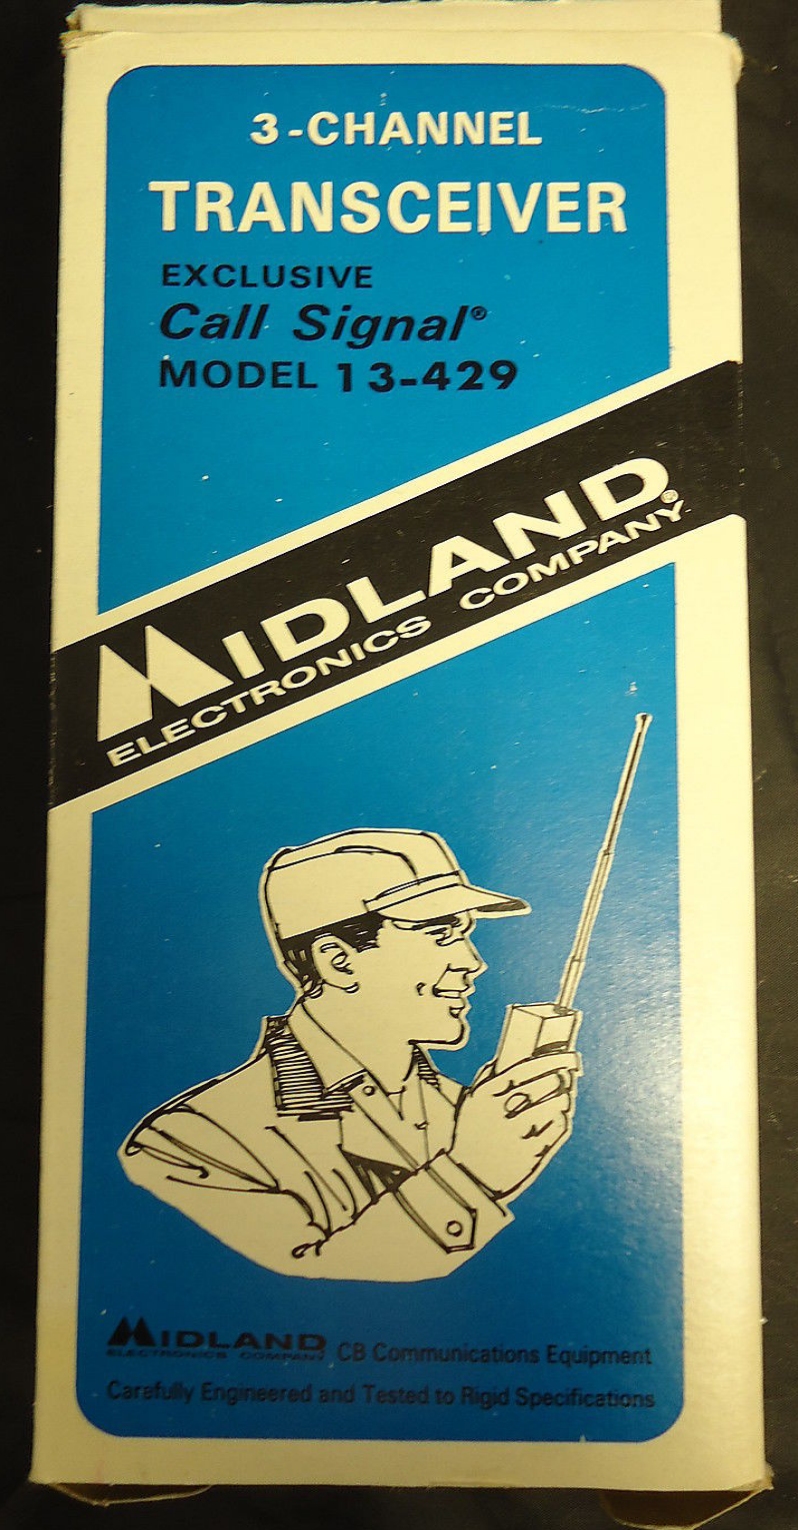 3-CHANNEL
TRANSCEIVER
EXCLUSIVE
Call Signal®
MODEL 13-429
MIDLAND®
ELECTRONICS COMPANY
MIDLAND
ELECTRONICS COMPANY
CB Communications Equipment
Carefully Engineered and Tested to Rigid Specifications